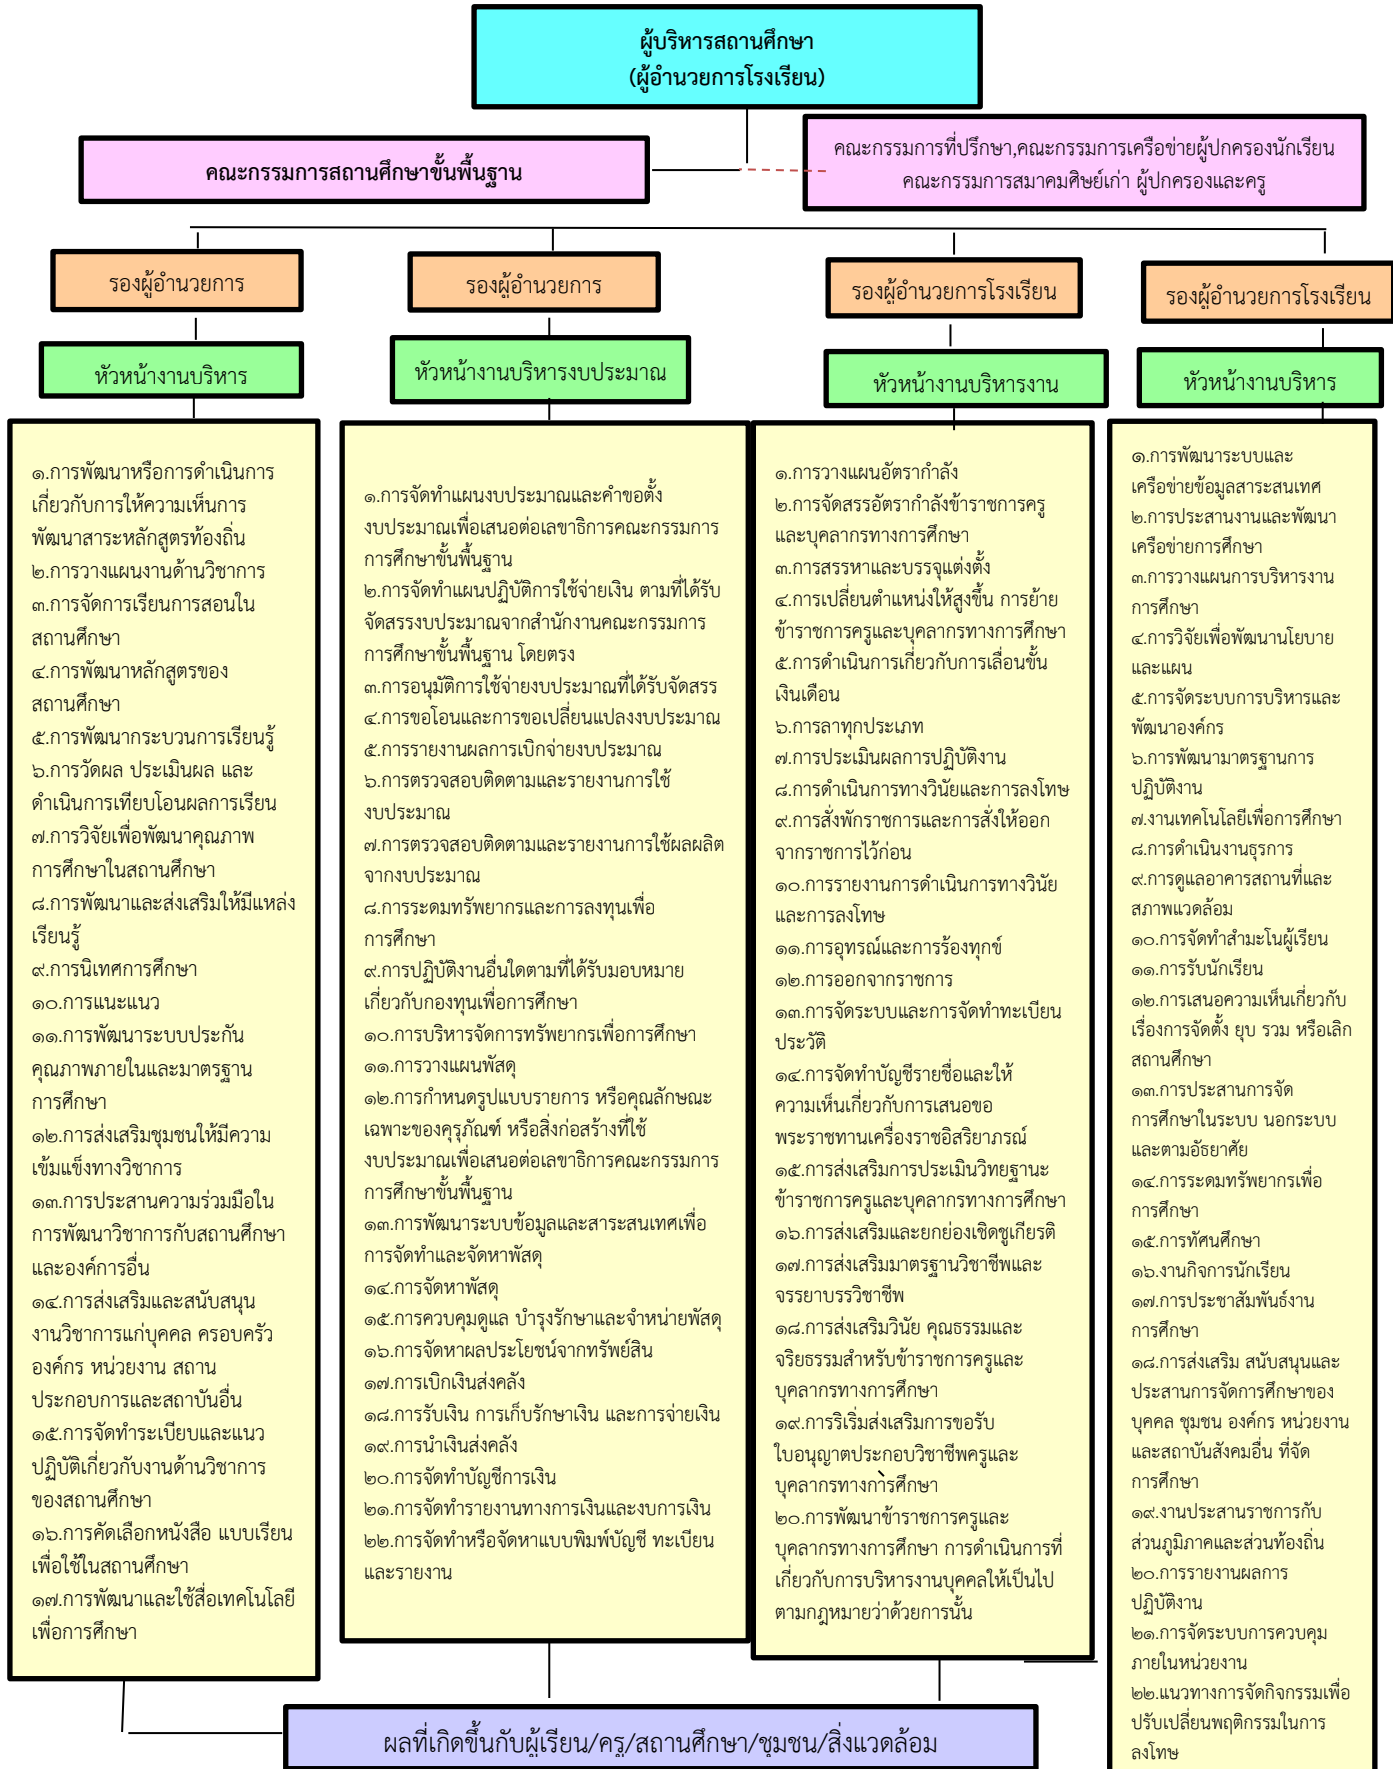 ผู้บริหารสถานศึกษา
(ผู้อำนวยการโรงเรียน)
คณะกรรมการสถานศึกษาขั้นพื้นฐาน
คณะกรรมการที่ปรึกษา,คณะกรรมการเครือข่ายผู้ปกครองนักเรียน
คณะกรรมการสมาคมศิษย์เก่า ผู้ปกครองและครู
รองผู้อำนวยการ
รองผู้อำนวยการ
รองผู้อำนวยการโรงเรียน
รองผู้อำนวยการโรงเรียน
หัวหน้างานบริหาร
หัวหน้างานบริหารงบประมาณ
หัวหน้างานบริหารงาน
หัวหน้างานบริหาร
๑.การพัฒนาหรือการดำเนินการ
เกี่ยวกับการให้ความเห็นการ
พัฒนาสาระหลักสูตรท้องถิ่น
๒.การวางแผนงานด้านวิชาการ
๓.การจัดการเรียนการสอนใน
สถานศึกษา
๔.การพัฒนาหลักสูตรของ
สถานศึกษา
๕.การพัฒนากระบวนการเรียนรู้
๖.การวัดผล ประเมินผล และ
ดำเนินการเทียบโอนผลการเรียน
๗.การวิจัยเพื่อพัฒนาคุณภาพ
การศึกษาในสถานศึกษา
๘.การพัฒนาและส่งเสริมให้มีแหล่ง
เรียนรู้
๙.การนิเทศการศึกษา
๑๐.การแนะแนว
๑๑.การพัฒนาระบบประกัน
คุณภาพภายในและมาตรฐาน
การศึกษา
๑๒.การส่งเสริมชุมชนให้มีความ
เข้มแข็งทางวิชาการ
๑๓.การประสานความร่วมมือใน
การพัฒนาวิชาการกับสถานศึกษา
และองค์การอื่น
๑๔.การส่งเสริมและสนับสนุน
งานวิชาการแก่บุคคล ครอบครัว
องค์กร หน่วยงาน สถาน
ประกอบการและสถาบันอื่น
๑๕.การจัดทำระเบียบและแนว
ปฏิบัติเกี่ยวกับงานด้านวิชาการ
ของสถานศึกษา
๑๖.การคัดเลือกหนังสือ แบบเรียน
เพื่อใช้ในสถานศึกษา
๑๗.การพัฒนาและใช้สื่อเทคโนโลยี
เพื่อการศึกษา
๑.การจัดทำแผนงบประมาณและคำขอตั้ง
งบประมาณเพื่อเสนอต่อเลขาธิการคณะกรรมการ
การศึกษาขั้นพื้นฐาน
๒.การจัดทำแผนปฏิบัติการใช้จ่ายเงิน ตามที่ได้รับ
จัดสรรงบประมาณจากสำนักงานคณะกรรมการ
การศึกษาขั้นพื้นฐาน โดยตรง
๓.การอนุมัติการใช้จ่ายงบประมาณที่ได้รับจัดสรร
๔.การขอโอนและการขอเปลี่ยนแปลงงบประมาณ
๕.การรายงานผลการเบิกจ่ายงบประมาณ
๖.การตรวจสอบติดตามและรายงานการใช้
งบประมาณ
๗.การตรวจสอบติดตามและรายงานการใช้ผลผลิต
จากงบประมาณ
๘.การระดมทรัพยากรและการลงทุนเพื่อ
การศึกษา
๙.การปฏิบัติงานอื่นใดตามที่ได้รับมอบหมาย
เกี่ยวกับกองทุนเพื่อการศึกษา
๑๐.การบริหารจัดการทรัพยากรเพื่อการศึกษา
๑๑.การวางแผนพัสดุ
๑๒.การกำหนดรูปแบบรายการ หรือคุณลักษณะ
เฉพาะของครุภัณฑ์ หรือสิ่งก่อสร้างที่ใช้
งบประมาณเพื่อเสนอต่อเลขาธิการคณะกรรมการ
การศึกษาขั้นพื้นฐาน
๑๓.การพัฒนาระบบข้อมูลและสาระสนเทศเพื่อ
การจัดทำและจัดหาพัสดุ
๑๔.การจัดหาพัสดุ
๑๕.การควบคุมดูแล บำรุงรักษาและจำหน่ายพัสดุ
๑๖.การจัดหาผลประโยชน์จากทรัพย์สิน
๑๗.การเบิกเงินส่งคลัง
๑๘.การรับเงิน การเก็บรักษาเงิน และการจ่ายเงิน
๑๙.การนำเงินส่งคลัง
๒๐.การจัดทำบัญชีการเงิน
๒๑.การจัดทำรายงานทางการเงินและงบการเงิน
๒๒.การจัดทำหรือจัดหาแบบพิมพ์บัญชี ทะเบียน
และรายงาน
๑.การวางแผนอัตรากำลัง
๒.การจัดสรรอัตรากำลังข้าราชการครู
และบุคลากรทางการศึกษา
๓.การสรรหาและบรรจุแต่งตั้ง
๔.การเปลี่ยนตำแหน่งให้สูงขึ้น การย้าย
ข้าราชการครูและบุคลากรทางการศึกษา
๕.การดำเนินการเกี่ยวกับการเลื่อนขั้น
เงินเดือน
๖.การลาทุกประเภท
๗.การประเมินผลการปฏิบัติงาน
๘.การดำเนินการทางวินัยและการลงโทษ
๙.การสั่งพักราชการและการสั่งให้ออก
จากราชการไว้ก่อน
๑๐.การรายงานการดำเนินการทางวินัย
และการลงโทษ
๑๑.การอุทรณ์และการร้องทุกข์
๑๒.การออกจากราชการ
๑๓.การจัดระบบและการจัดทำทะเบียน
ประวัติ
๑๔.การจัดทำบัญชีรายชื่อและให้
ความเห็นเกี่ยวกับการเสนอขอ
พระราชทานเครื่องราชอิสริยาภรณ์
๑๕.การส่งเสริมการประเมินวิทยฐานะ
ข้าราชการครูและบุคลากรทางการศึกษา
๑๖.การส่งเสริมและยกย่องเชิดชูเกียรติ
๑๗.การส่งเสริมมาตรฐานวิชาชีพและ
จรรยาบรรวิชาชีพ
๑๘.การส่งเสริมวินัย คุณธรรมและ
จริยธรรมสำหรับข้าราชการครูและ
บุคลากรทางการศึกษา
๑๙.การริเริ่มส่งเสริมการขอรับ
ใบอนุญาตประกอบวิชาชีพครูและ
บุคลากรทางการศึกษา
๒๐.การพัฒนาข้าราชการครูและ
บุคลากรทางการศึกษา การดำเนินการที่
เกี่ยวกับการบริหารงานบุคคลให้เป็นไป
ตามกฎหมายว่าด้วยการนั้น
๑.การพัฒนาระบบและ
เครือข่ายข้อมูลสาระสนเทศ
๒.การประสานงานและพัฒนา
เครือข่ายการศึกษา
๓.การวางแผนการบริหารงาน
การศึกษา
๔.การวิจัยเพื่อพัฒนานโยบาย
และแผน
๕.การจัดระบบการบริหารและ
พัฒนาองค์กร
๖.การพัฒนามาตรฐานการ
ปฏิบัติงาน
๗.งานเทคโนโลยีเพื่อการศึกษา
๘.การดำเนินงานธุรการ
๙.การดูแลอาคารสถานที่และ
สภาพแวดล้อม
๑๐.การจัดทำสำมะโนผู้เรียน
๑๑.การรับนักเรียน
๑๒.การเสนอความเห็นเกี่ยวกับ
เรื่องการจัดตั้ง ยุบ รวม หรือเลิก
สถานศึกษา
๑๓.การประสานการจัด
การศึกษาในระบบ นอกระบบ
และตามอัธยาศัย
๑๔.การระดมทรัพยากรเพื่อ
การศึกษา
๑๕.การทัศนศึกษา
๑๖.งานกิจการนักเรียน
๑๗.การประชาสัมพันธ์งาน
การศึกษา
๑๘.การส่งเสริม สนับสนุนและ
ประสานการจัดการศึกษาของ
บุคคล ชุมชน องค์กร หน่วยงาน
และสถาบันสังคมอื่น ที่จัด
การศึกษา
๑๙.งานประสานราชการกับ
ส่วนภูมิภาคและส่วนท้องถิ่น
๒๐.การรายงานผลการ
ปฏิบัติงาน
๒๑.การจัดระบบการควบคุม
ภายในหน่วยงาน
๒๒.แนวทางการจัดกิจกรรมเพื่อ
ปรับเปลี่ยนพฤติกรรมในการ
ลงโทษ
ผลที่เกิดขึ้นกับผู้เรียน/ครู/สถานศึกษา/ชุมชน/สิ่งแวดล้อม